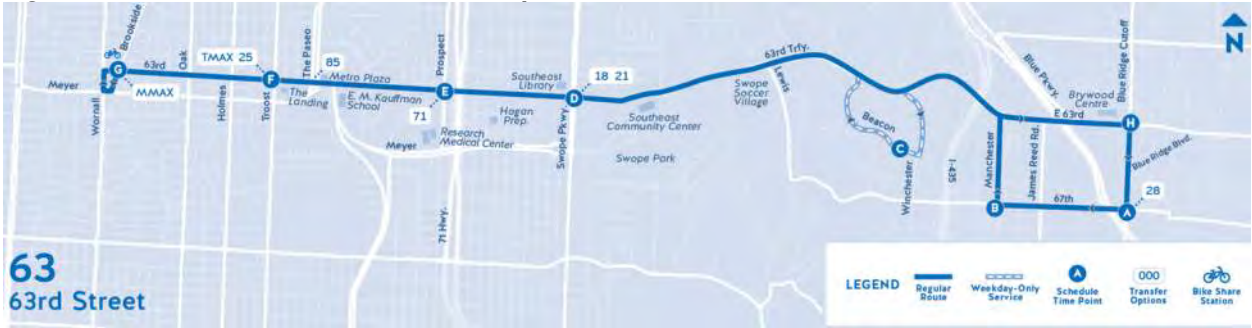 Brookside
Oak
TMAX 25
The Paseo
85
Prospect
63rd Trfy.
Blue Pkwy.
Blue Ridge Cutoff
N
G
63rd
F
Metro Plaza
Southeast
Library
18 21
Lewis
Swope
Soccer
Village
Brywood
Centre
Meyer
MMAX
The
Landing
E. M. Kauffman
School
E
71
Hogan
Prep.
D
Southeast
Community Center
Beacon
E 63rd
H
Wornall
Holmes
Troost
Meyer
Research
Medical Center
Swope Pkwy
Swope Park
C
Winchester
I-435
Manchester
James Reed Rd.
Blue Ridge Blvd.
71 Hwy.
B
67th
A
28
63
63rd Street
LEGEND
Regular
Route
Weekday-Only
Service
A
Schedule
Time Point
000
Transfer
Options
Bike Share
Station